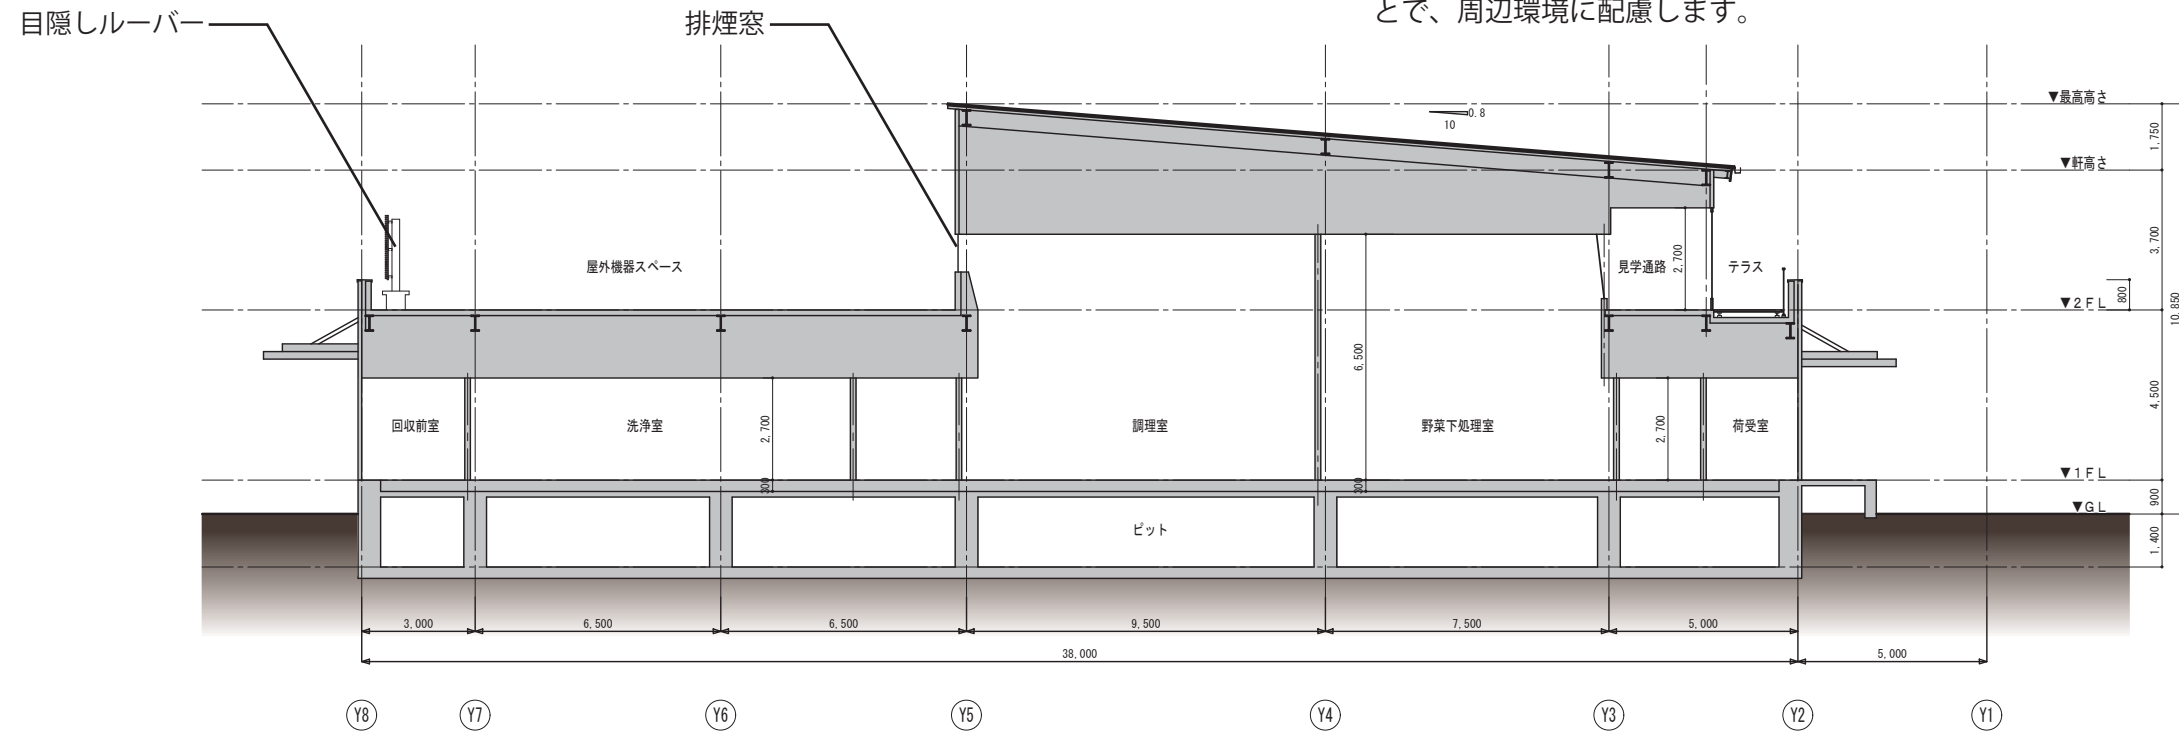 とで、周辺環境に配慮します。
目隠しルーバー
排煙窓
▼最高高さ
0.8
10
1,750
▼軒高さ
3,700
屋外機器スペース
見学通路
2,700
テラス
800
▼2FL
10,850
6,500
4,500
回収前室
洗浄室
2,700
調理室
野菜下処理室
2,700
荷受室
▼1FL
300
300
900
▼GL
ピット
1,400
3,000
6,500
6,500
9,500
7,500
5,000
38,000
5,000
Y8
Y7
Y6
Y5
Y4
Y3
Y2
Y1